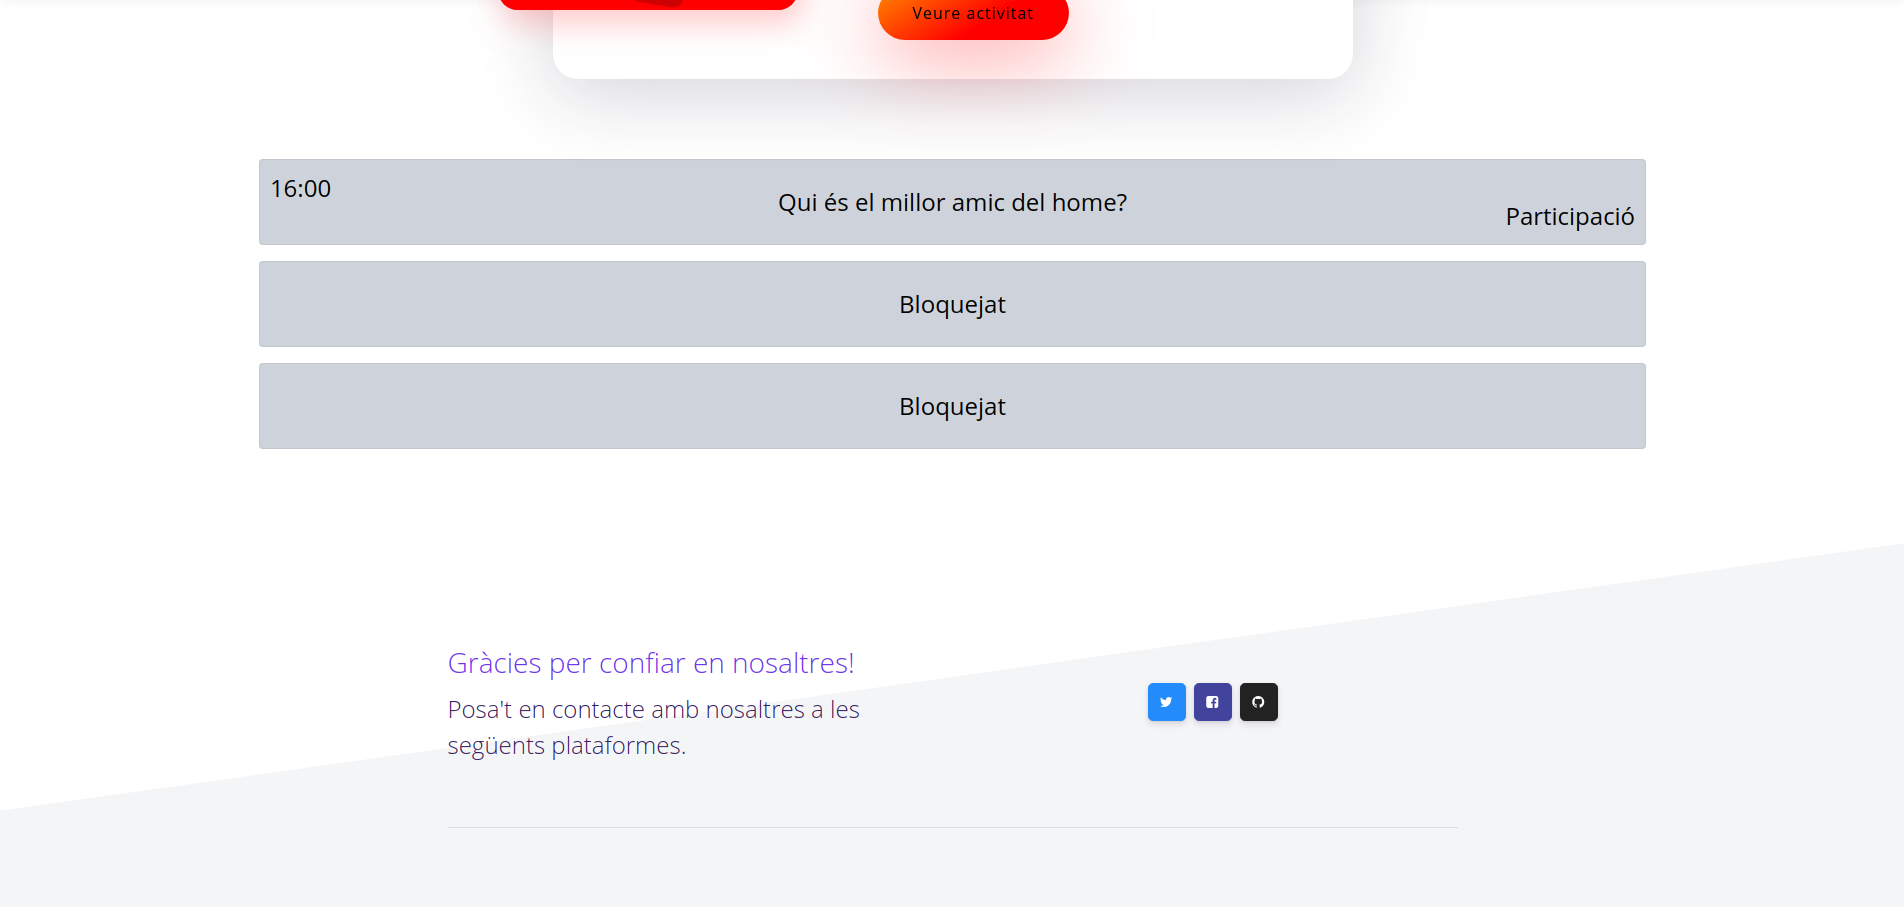 Veure activitat
16:00
Qui és el millor amic del home?
Participació
Bloquejat
Bloquejat
Gràcies per confiar en nosaltres!
Posa't en contacte amb nosaltres a les
següents plataformes.